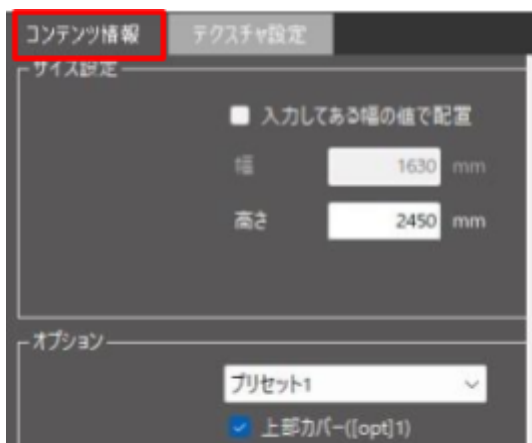 コンテンツ情報 テクスチャ設定
サイズ設定
入力してある幅の値で配置
幅 1630 mm
高さ 2450 mm
オプション
プリセット1
上部カバー([opt]1)